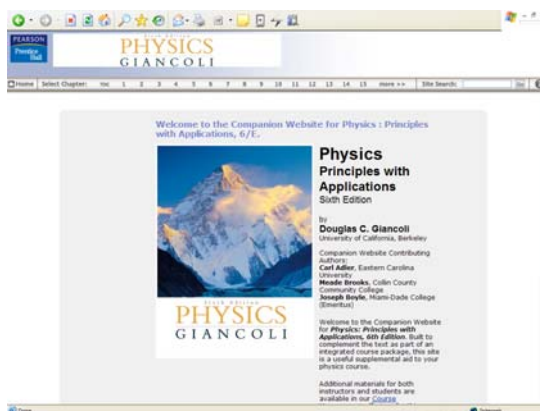 PEARSON
Prentice
Hall
Sixth Edition
PHYSICS
GIANCOLI
Home Select Chapter: TOC 1 2 3 4 5 6 7 8 9 10 11 12 13 14 15 more >> Site Search: Go
Welcome to the Companion Website for Physics : Principles
with Applications, 6/E.
Physics
Principles with
Applications
Sixth Edition
by
Douglas C. Giancoli
University of California, Berkeley
Companion Website Contributing
Authors:
Carl Adler, Eastern Carolina
University
Meade Brooks, Collin County
Community College
Joseph Boyle, Miami-Dade College
(Emeritus)
Welcome to the Companion Website
for Physics: Principles with
Applications, 6th Edition. Built to
complement the text as part of an
integrated course package, this site
is a useful supplemental aid to your
physics course.
Additional materials for both
instructors and students are
available in our Course
Sixth Edition
PHYSICS
GIANCOLI
Internet